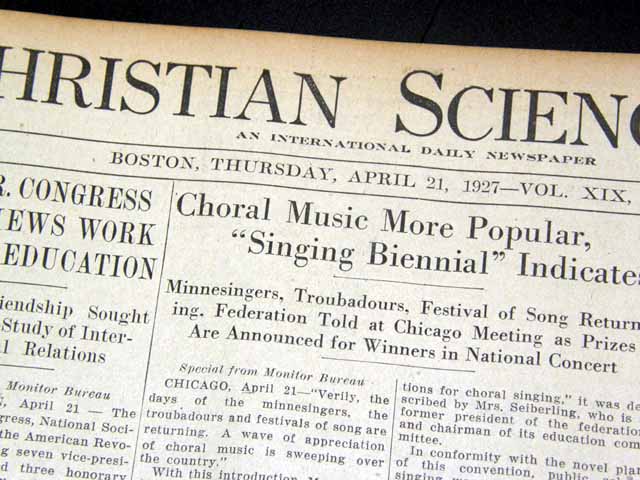 HRISTIAN SCIENC
AN INTERNATIONAL DAILY NEWSPAPER
BOSTON, THURSDAY, APRIL 21, 1927—VOL. XIX,
R. CONGRESS
IEWS WORK
EDUCATION
iendship Sought
-Study of Inter-
l Relations
Monitor Bureau
, April 21 — The
gress, National Soci-
the American Revo-
g seven vice-presi-
d three honorary
Choral Music More Popular,
"Singing Biennial" Indicates
Minnesingers, Troubadours, Festival of Song Return-
ing. Federation Told at Chicago Meeting as Prizes
Are Announced for Winners in National Concert
Special from Monitor Bureau
CHICAGO, April 21—"Verily, the
days of the minnesingers, the
troubadours and festivals of song are
returning. A wave of appreciation
of choral music is sweeping over
the country."
With this introduction
tions for choral singing," it was de-
scribed by Mrs. Seiberling, who is
former president of the federation
and chairman of its education com-
mittee.
In conformity with the novel plan
of this convention, public